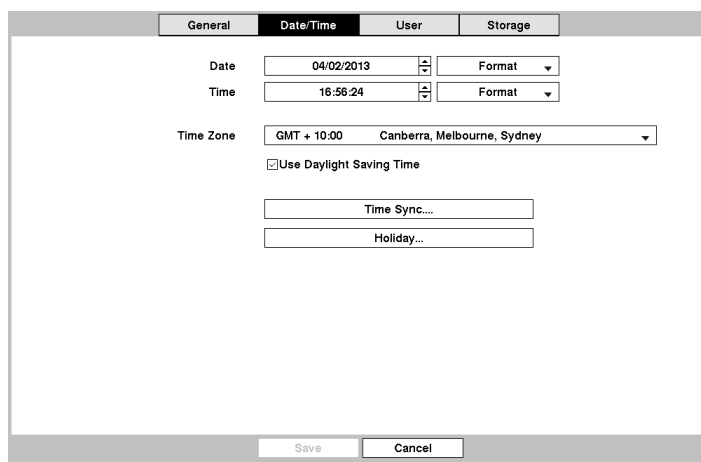 General Date/Time User Storage
Date 04/02/2013 Format
Time 16:56:24 Format
Time Zone GMT + 10:00 Canberra, Melbourne, Sydney
Use Daylight Saving Time
Time Sync....
Holiday...
Save Cancel